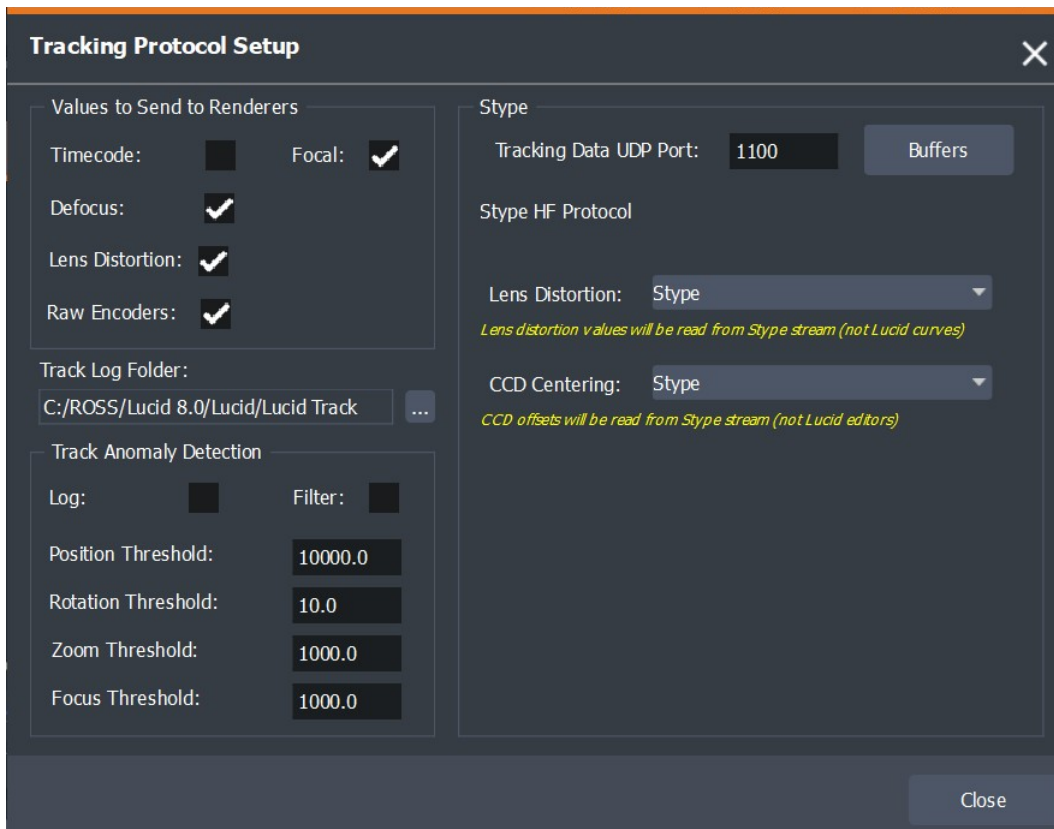 Tracking Protocol Setup
Values to Send to Renderers
Timecode:
Focal:
Defocus:
Lens Distortion:
Raw Encoders:
Track Log Folder:
C:/ROSS/Lucid 8.0/Lucid/Lucid Track
...
Track Anomaly Detection
Log:
Filter:
Position Threshold: 10000.0
Rotation Threshold: 10.0
Zoom Threshold: 1000.0
Focus Threshold: 1000.0
Stype
Tracking Data UDP Port: 1100
Buffers
Stype HF Protocol
Lens Distortion: Stype
Lens distortion values will be read from Stype stream (not Lucid curves)
CCD Centering: Stype
CCD offsets will be read from Stype stream (not Lucid editors)
Close